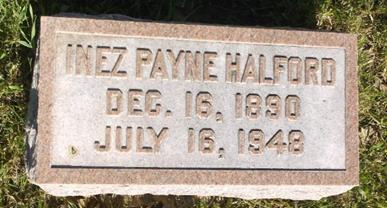 INEZ PAYNE HALFORD
DEC. 16, 1890
JULY 16, 1948